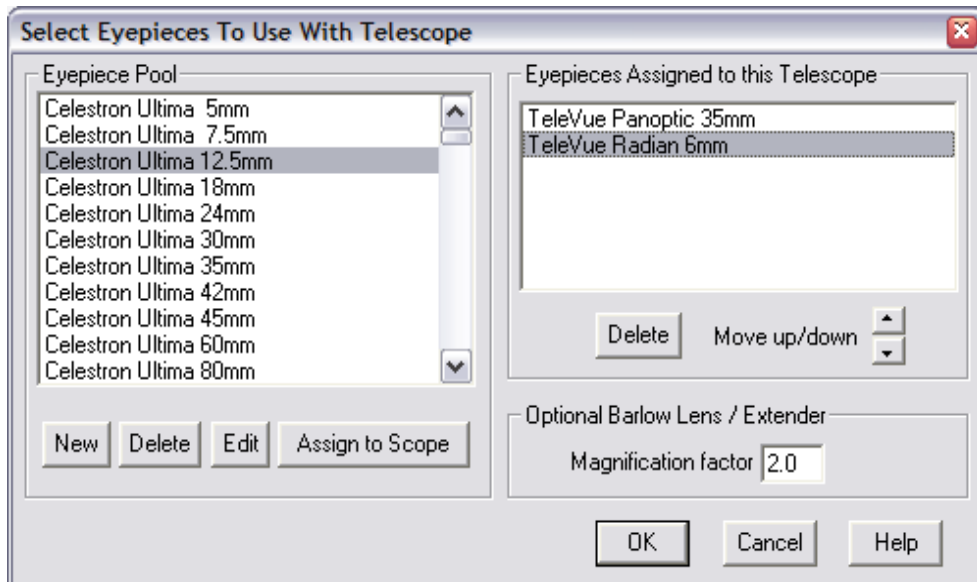 Select Eyepieces To Use With Telescope
Eyepiece Pool
Celestron Ultima  5mm
Celestron Ultima  7.5mm
Celestron Ultima 12.5mm
Celestron Ultima 18mm
Celestron Ultima 24mm
Celestron Ultima 30mm
Celestron Ultima 35mm
Celestron Ultima 42mm
Celestron Ultima 45mm
Celestron Ultima 60mm
Celestron Ultima 80mm
New Delete Edit Assign to Scope
Eyepieces Assigned to this Telescope
TeleVue Panoptic 35mm
TeleVue Radian 6mm
Delete Move up/down
Optional Barlow Lens / Extender
Magnification factor 2.0
OK Cancel Help